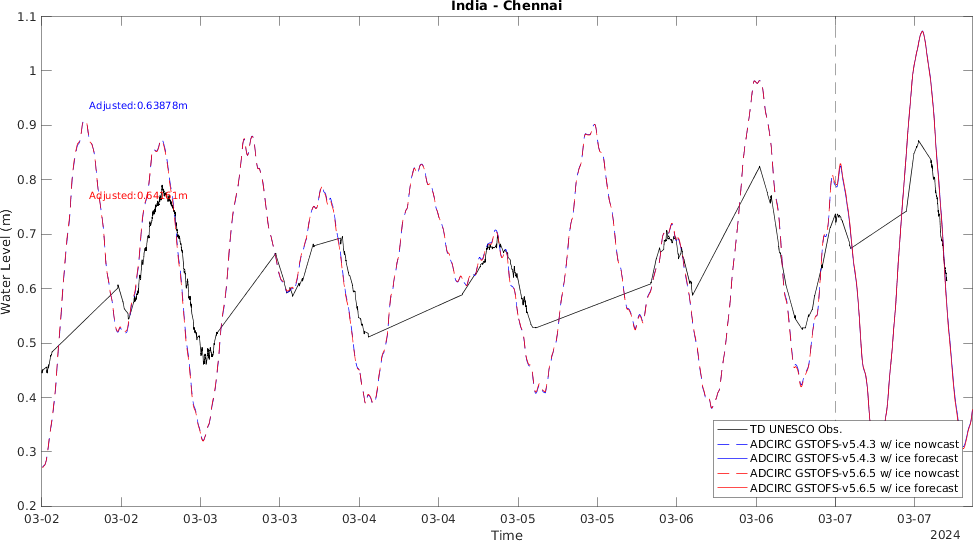 India - Chennai
1.1
1
0.9
0.8
0.7
0.6
0.5
0.4
0.3
0.2
Water Level (m)
Adjusted:0.63878m
03-02 03-02 03-03 03-03 03-04 03-04 03-05 03-05 03-06 03-06 03-07 03-07
2024
Time
TD UNESCO Obs.
ADCIRC GSTOFS-v5.4.3 w/ ice nowcast
ADCIRC GSTOFS-v5.4.3 w/ ice forecast
ADCIRC GSTOFS-v5.6.5 w/ ice nowcast
ADCIRC GSTOFS-v5.6.5 w/ ice forecast